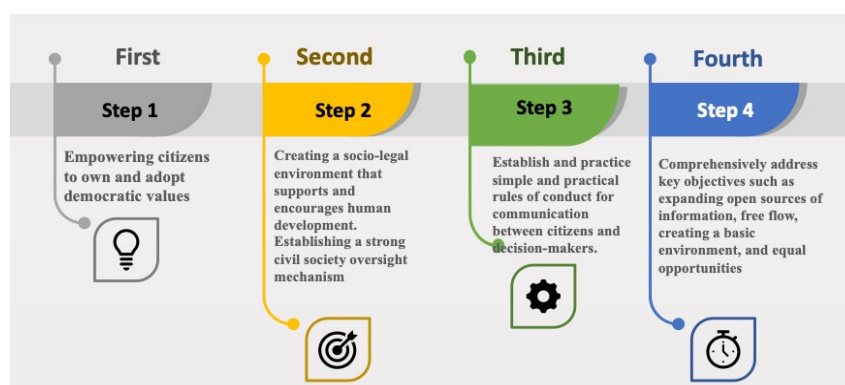 First
Step 1
Empowering citizens
to own and adopt
democratic values
Second
Step 2
Creating a socio-legal
environment that
supports and
encourages human
development.
Establishing a strong
civil society oversight
mechanism
Third
Step 3
Establish and practice
simple and practical
rules of conduct for
communication
between citizens and
decision-makers.
Fourth
Step 4
Comprehensively address
key objectives such as
expanding open sources of
information, free flow,
creating a basic
environment, and equal
opportunities